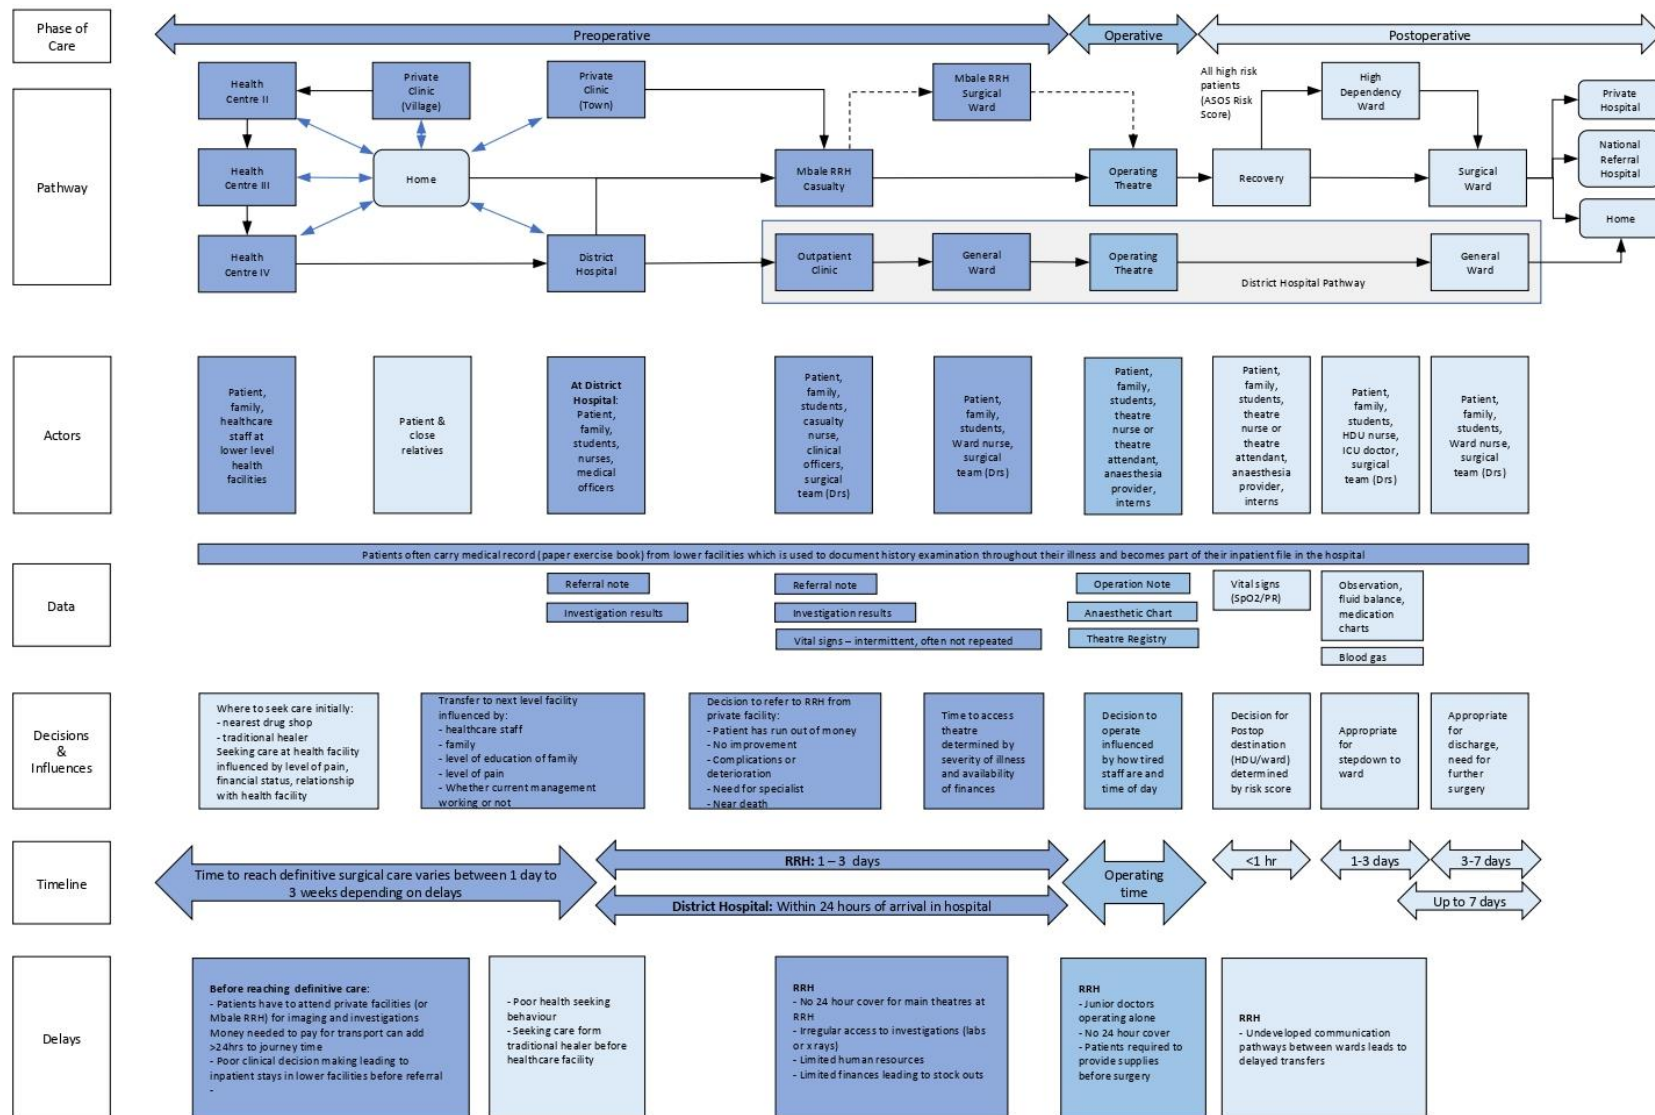 Phase of
Care
Preoperative
Operative
Postoperative
Pathway
Health
Centre II
Private
Clinic
(Village)
Private
Clinic
(Town)
Mbale RRH
Surgical
Ward
All high risk
patients
(ASOS Risk
Score)
High
Dependency
Ward
Private
Hospital
Health
Centre III
Home
Mbale RRH
Casualty
Operating
Theatre
Recovery
Surgical
Ward
National
Referral
Hospital
Home
Health
Centre IV
District
Hospital
Outpatient
Clinic
General
Ward
Operating
Theatre
District Hospital Pathway
General
Ward
Actors
Patient,
family,
healthcare
staff at
lower level
health
facilities
Patient &
close
relatives
At District
Hospital:
Patient,
family,
students,
nurses,
medical
officers
Patient,
family,
students,
casualty
nurse,
clinical
officers,
surgical
team (Drs)
Patient,
family,
students,
Ward nurse,
surgical
team (Drs)
Patient,
family,
students,
theatre
nurse or
theatre
attendant,
anaesthesia
provider,
interns
Patient,
family,
students,
theatre
nurse or
theatre
attendant,
anaesthesia
provider,
interns
Patient,
family,
students,
HDU nurse,
ICU doctor,
surgical
team (Drs)
Patient,
family,
students,
Ward nurse,
surgical
team (Drs)
Data
Patients often carry medical record (paper exercise book) from lower facilities which is used to document history examination throughout their illness and becomes part of their inpatient file in the hospital
Referral note
Investigation results
Referral note
Investigation results
Vital signs – intermittent, often not repeated
Operation Note
Anaesthetic Chart
Theatre Registry
Vital signs
(SpO2/PR)
Observation,
fluid balance,
medication
charts
Blood gas
Decisions
&
Influences
Where to seek care initially:
- nearest drug shop
- traditional healer
Seeking care at health facility
influenced by level of pain,
financial status, relationship
with health facility
Transfer to next level facility
influenced by:
- healthcare staff
- family
- level of education of family
- level of pain
- Whether current management
working or not
Decision to refer to RRH from
private facility:
- Patient has run out of money
- No improvement
- Complications or
deterioration
- Need for specialist
- Near death
Time to access
theatre
determined by
severity of illness
and availability
of finances
Decision to
operate
influenced
by how tired
staff are and
time of day
Decision for
Postop
destination
(HDU/ward)
determined
by risk score
Appropriate
for
stepdown to
ward
Appropriate
for
discharge,
need for
further
surgery
Timeline
Time to reach definitive surgical care varies between 1 day to
3 weeks depending on delays
RRH: 1 – 3 days
District Hospital: Within 24 hours of arrival in hospital
Operating
time
<1 hr
1-3 days
3-7 days
Up to 7 days
Delays
Before reaching definitive care:
- Patients have to attend private facilities (or
Mbale RRH) for imaging and investigations
Money needed to pay for transport can add
>24hrs to journey time
- Poor clinical decision making leading to
inpatient stays in lower facilities before referral
-
- Poor health seeking
behaviour
- Seeking care form
traditional healer before
healthcare facility
RRH
- No 24 hour cover for main theatres at
RRH
- Irregular access to investigations (labs
or x rays)
- Limited human resources
- Limited finances leading to stock outs
RRH
- Junior doctors
operating alone
- No 24 hour cover
- Patients required to
provide supplies
before surgery
RRH
- Undeveloped communication
pathways between wards leads to
delayed transfers